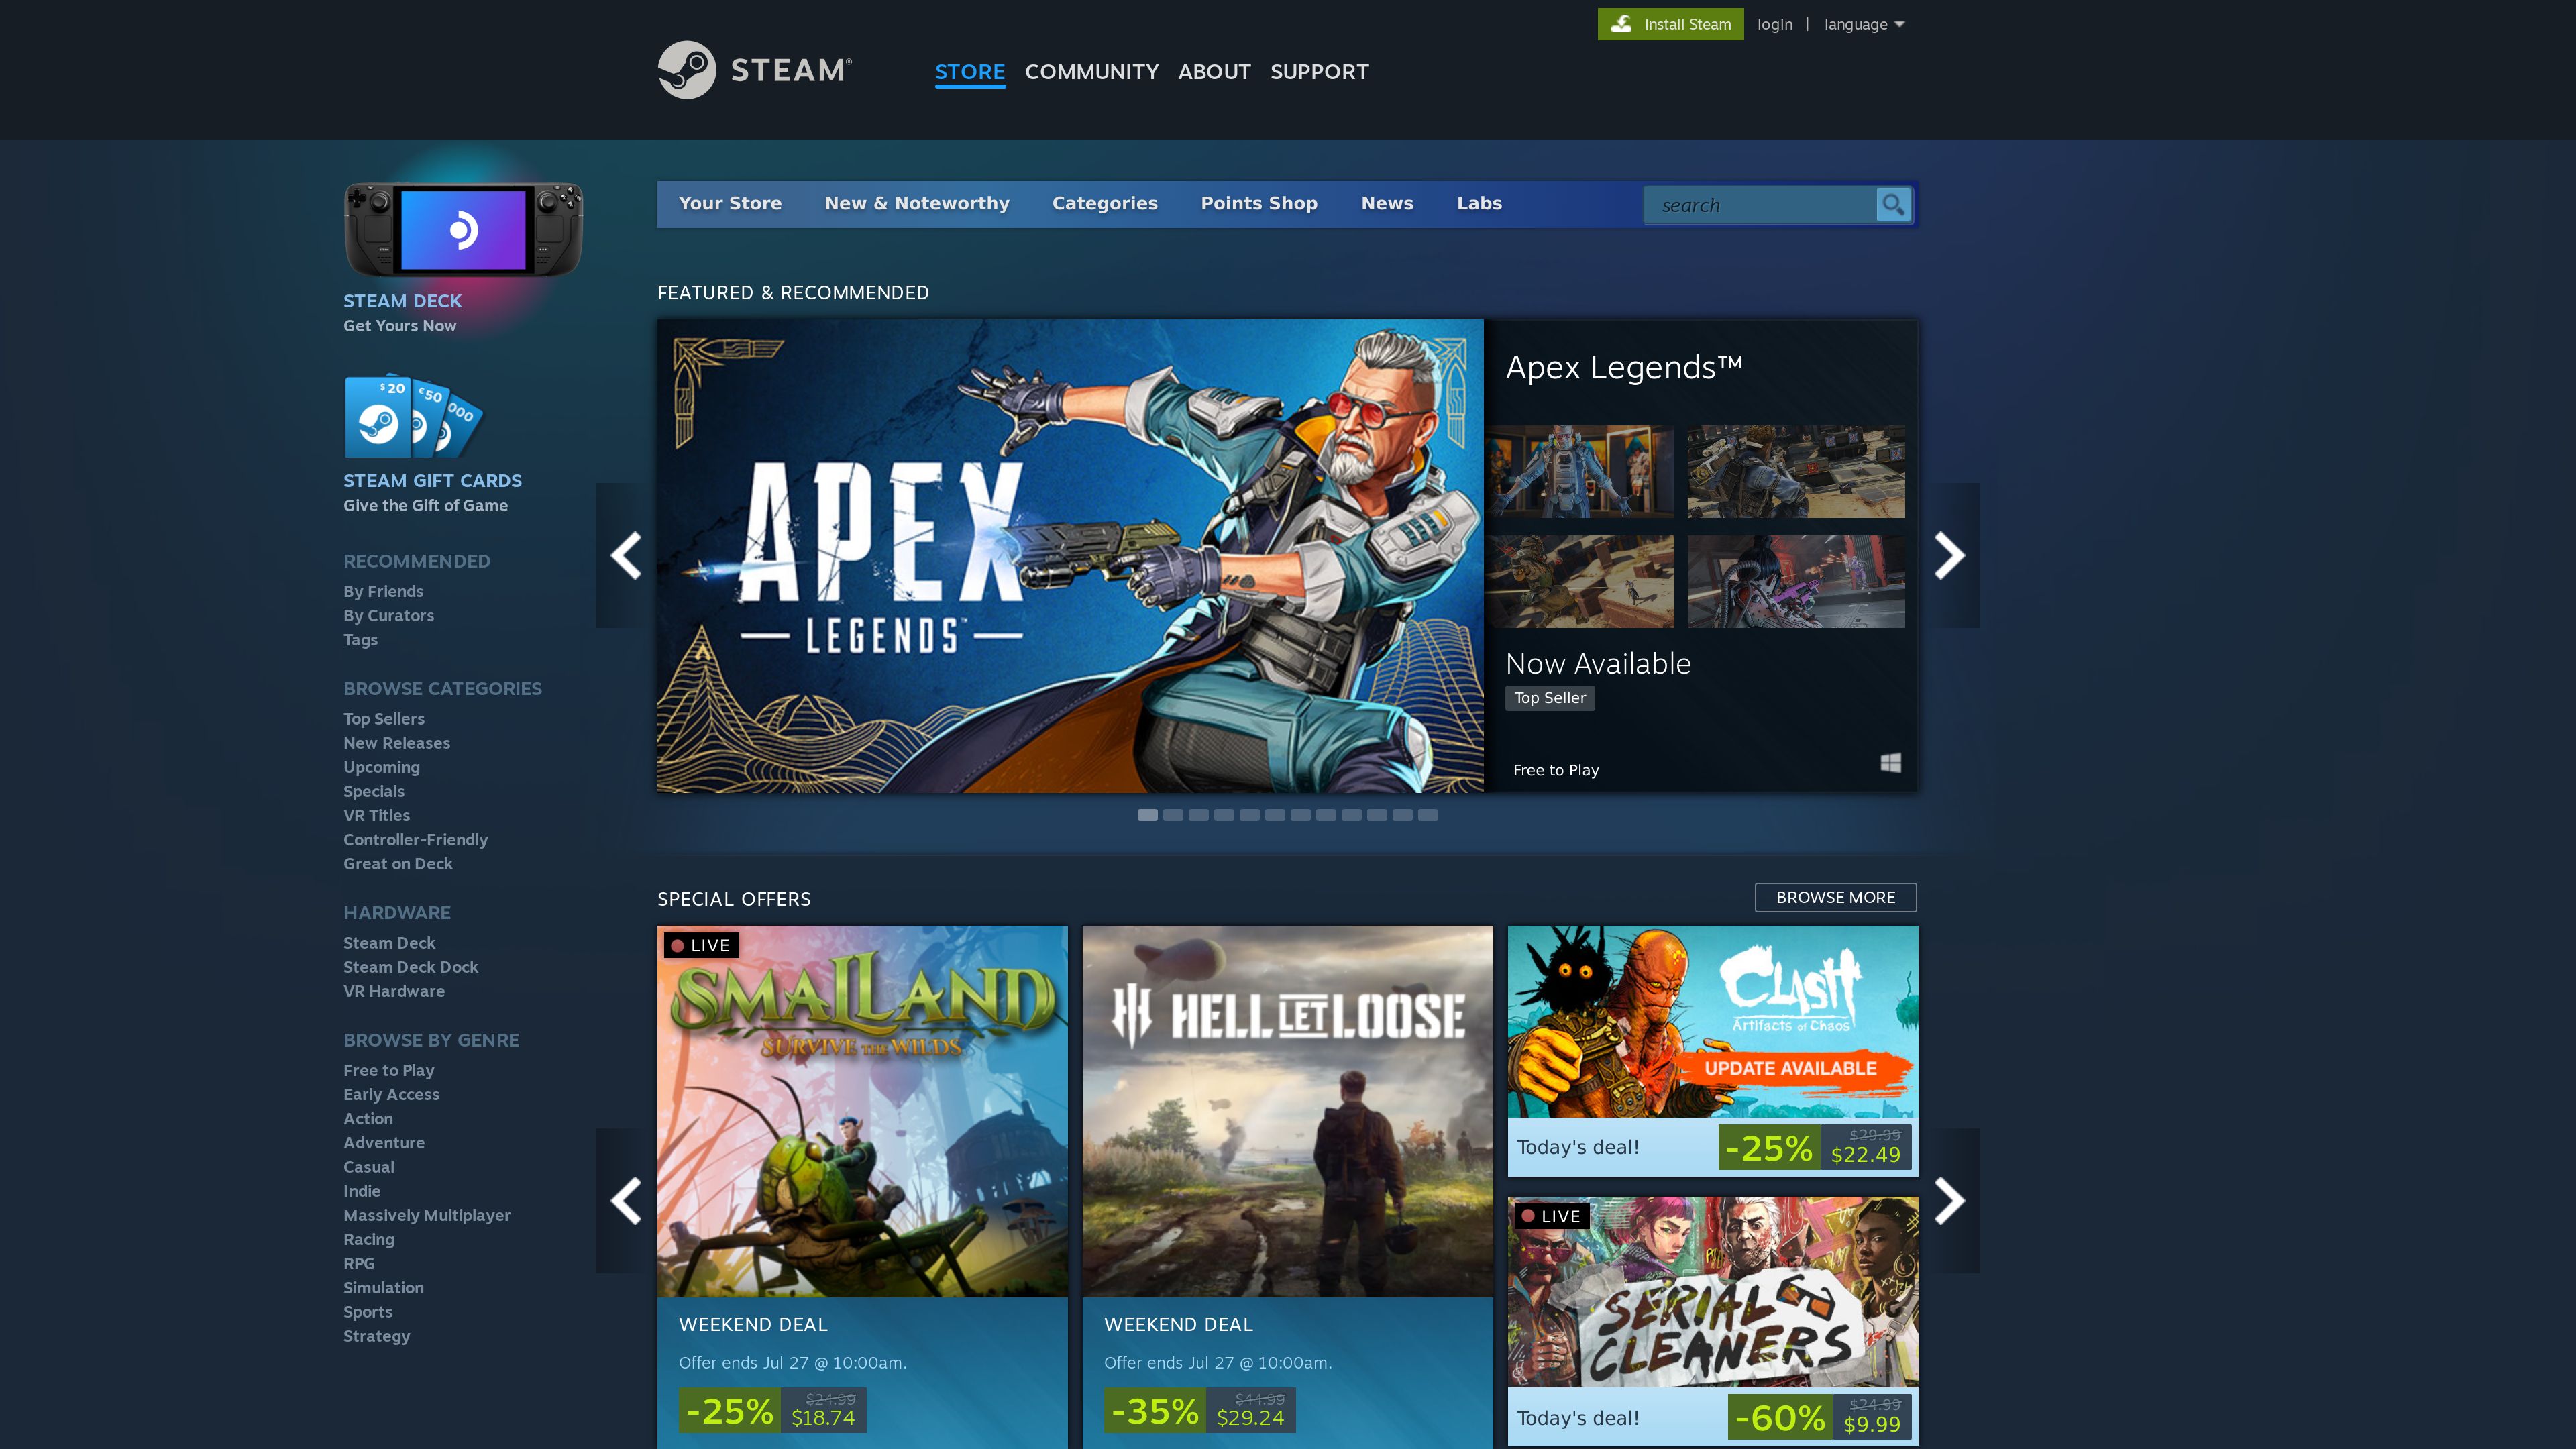 Install Steam
login | language
STEAM®
STORE COMMUNITY ABOUT SUPPORT
STEAM DECK
Get Yours Now
$20
€50
000
STEAM GIFT CARDS
Give the Gift of Game
RECOMMENDED
By Friends
By Curators
Tags
BROWSE CATEGORIES
Top Sellers
New Releases
Upcoming
Specials
VR Titles
Controller-Friendly
Great on Deck
HARDWARE
Steam Deck
Steam Deck Dock
VR Hardware
BROWSE BY GENRE
Free to Play
Early Access
Action
Adventure
Casual
Indie
Massively Multiplayer
Racing
RPG
Simulation
Sports
Strategy
Your Store New & Noteworthy Categories Points Shop News Labs search
FEATURED & RECOMMENDED
APEX
LEGENDS™
Apex Legends™
Now Available
Top Seller
Free to Play
SPECIAL OFFERS
BROWSE MORE
LIVE
SMALLAND
SURVIVE THE WILDS
WEEKEND DEAL
Offer ends Jul 27 @ 10:00am.
-25% $24.99
$18.74
HELL LET LOOSE
WEEKEND DEAL
Offer ends Jul 27 @ 10:00am.
-35% $44.99
$29.24
CLASH
Artifacts of Chaos
UPDATE AVAILABLE
Today's deal! -25% $29.99
$22.49
LIVE
SERIAL
CLEANERS
Today's deal! -60% $24.99
$9.99